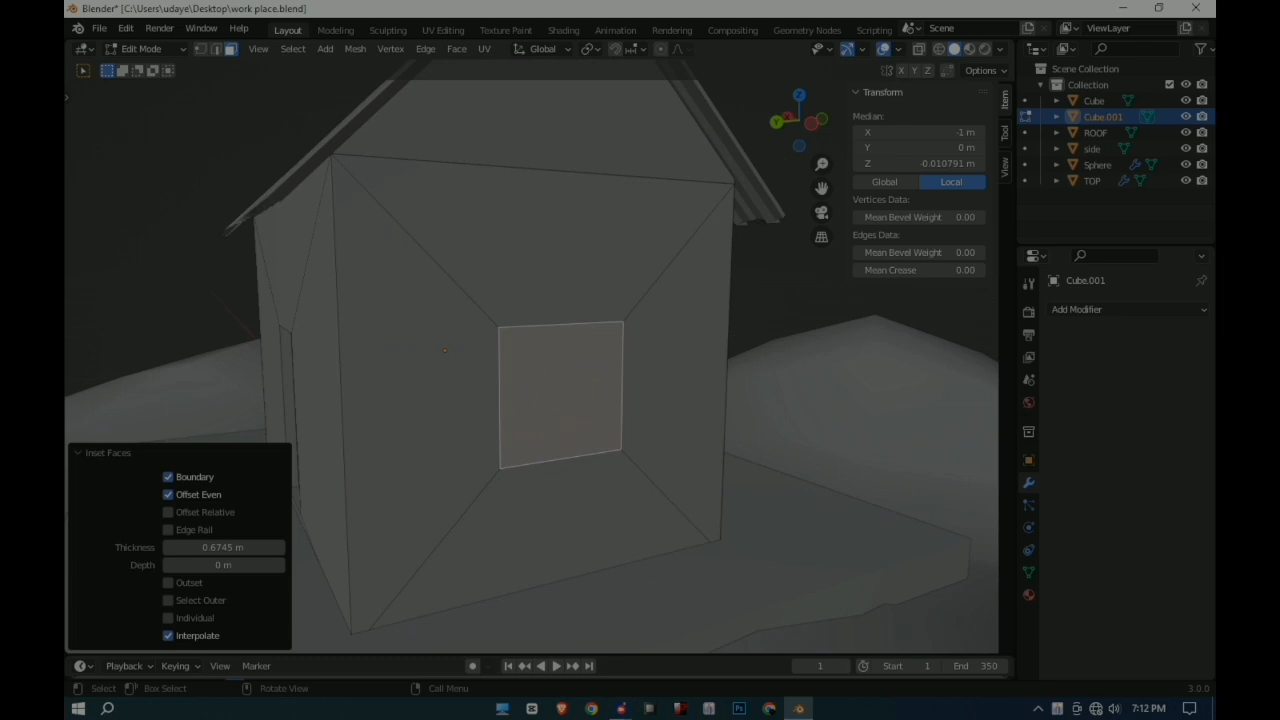 Blender* [C:\Users\udaye\Desktop\work place.blend]
File Edit Render Window Help Layout Modeling Sculpting UV Editing Texture Paint Shading Animation Rendering Compositing Geometry Nodes Scripting Scene ViewLayer
Edit Mode View Select Add Mesh Vertex Edge Face UV Global
X Y Z Options
Scene Collection
Collection
Cube
Cube.001
ROOF
side
Sphere
TOP
Transform
Median:
X -1 m
Y 0 m
Z -0.010791 m
Global Local
Vertices Data:
Mean Bevel Weight 0.00
Edges Data:
Mean Bevel Weight 0.00
Mean Crease 0.00
Item
Tool
View
Z
Y
X
Cube.001
Add Modifier
Inset Faces
Boundary
Offset Even
Offset Relative
Edge Rail
Thickness 0.6745 m
Depth 0 m
Outset
Select Outer
Individual
Interpolate
Playback Keying View Marker 1 Start 1 End 350
Select Box Select Rotate View Call Menu 3.0.0
Ps 7:12 PM